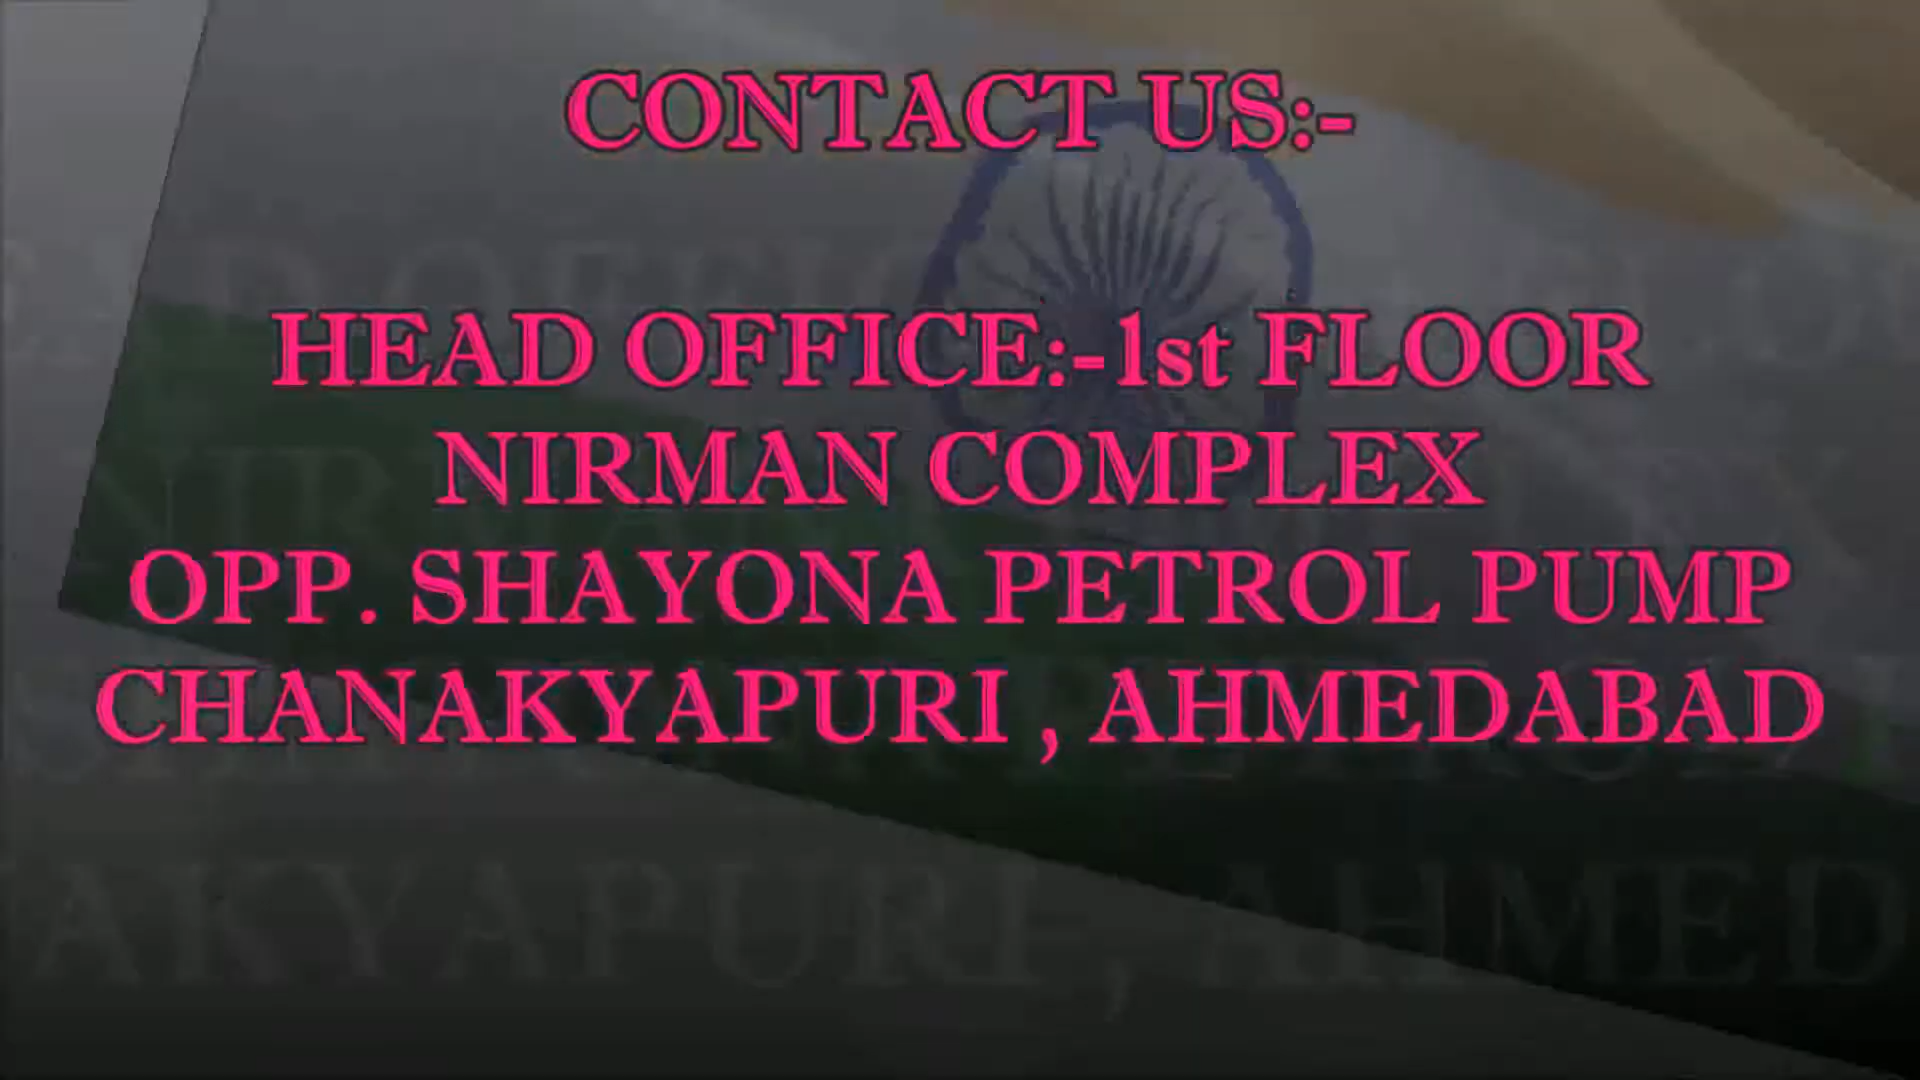 CONTACT US:-
HEAD OFFICE:-1st FLOOR
NIRMAN COMPLEX
OPP. SHAYONA PETROL PUMP
CHANAKYAPURI , AHMEDABAD